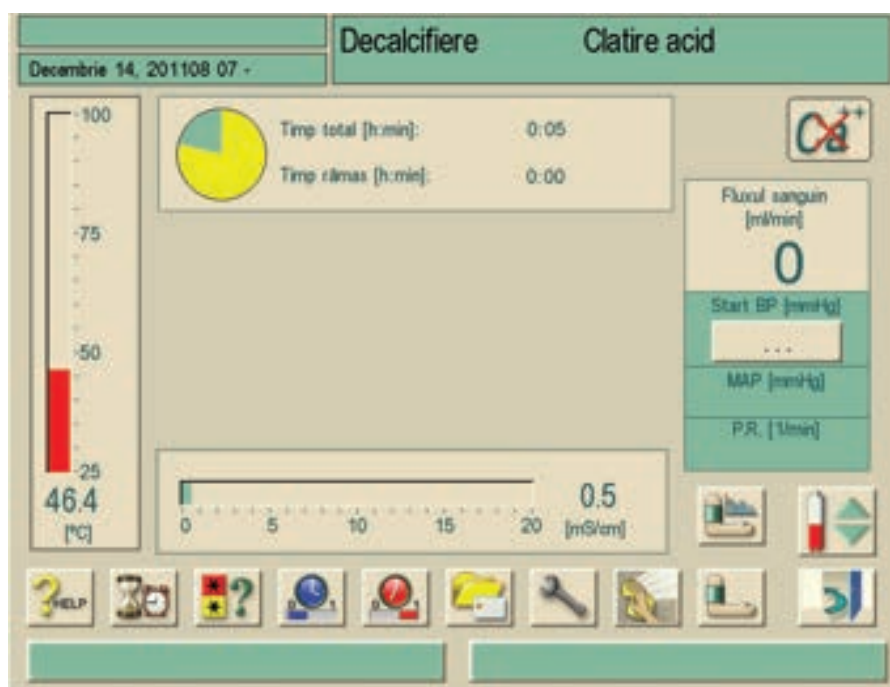 Decalcifiere Clatire acid
Decembrie 14, 201108 07 -
100
75
50
25
46.4
[°C]
Timp total [h:min]: 0:05
Timp rămas [h:min]: 0:00
Ca++
Fluxul sanguin
[ml/min]
0
Start BP [mmHg]
...
MAP [mmHg]
P.R. [1/min]
0 5 10 15 20
0.5
[mS/cm]
?HELP
?